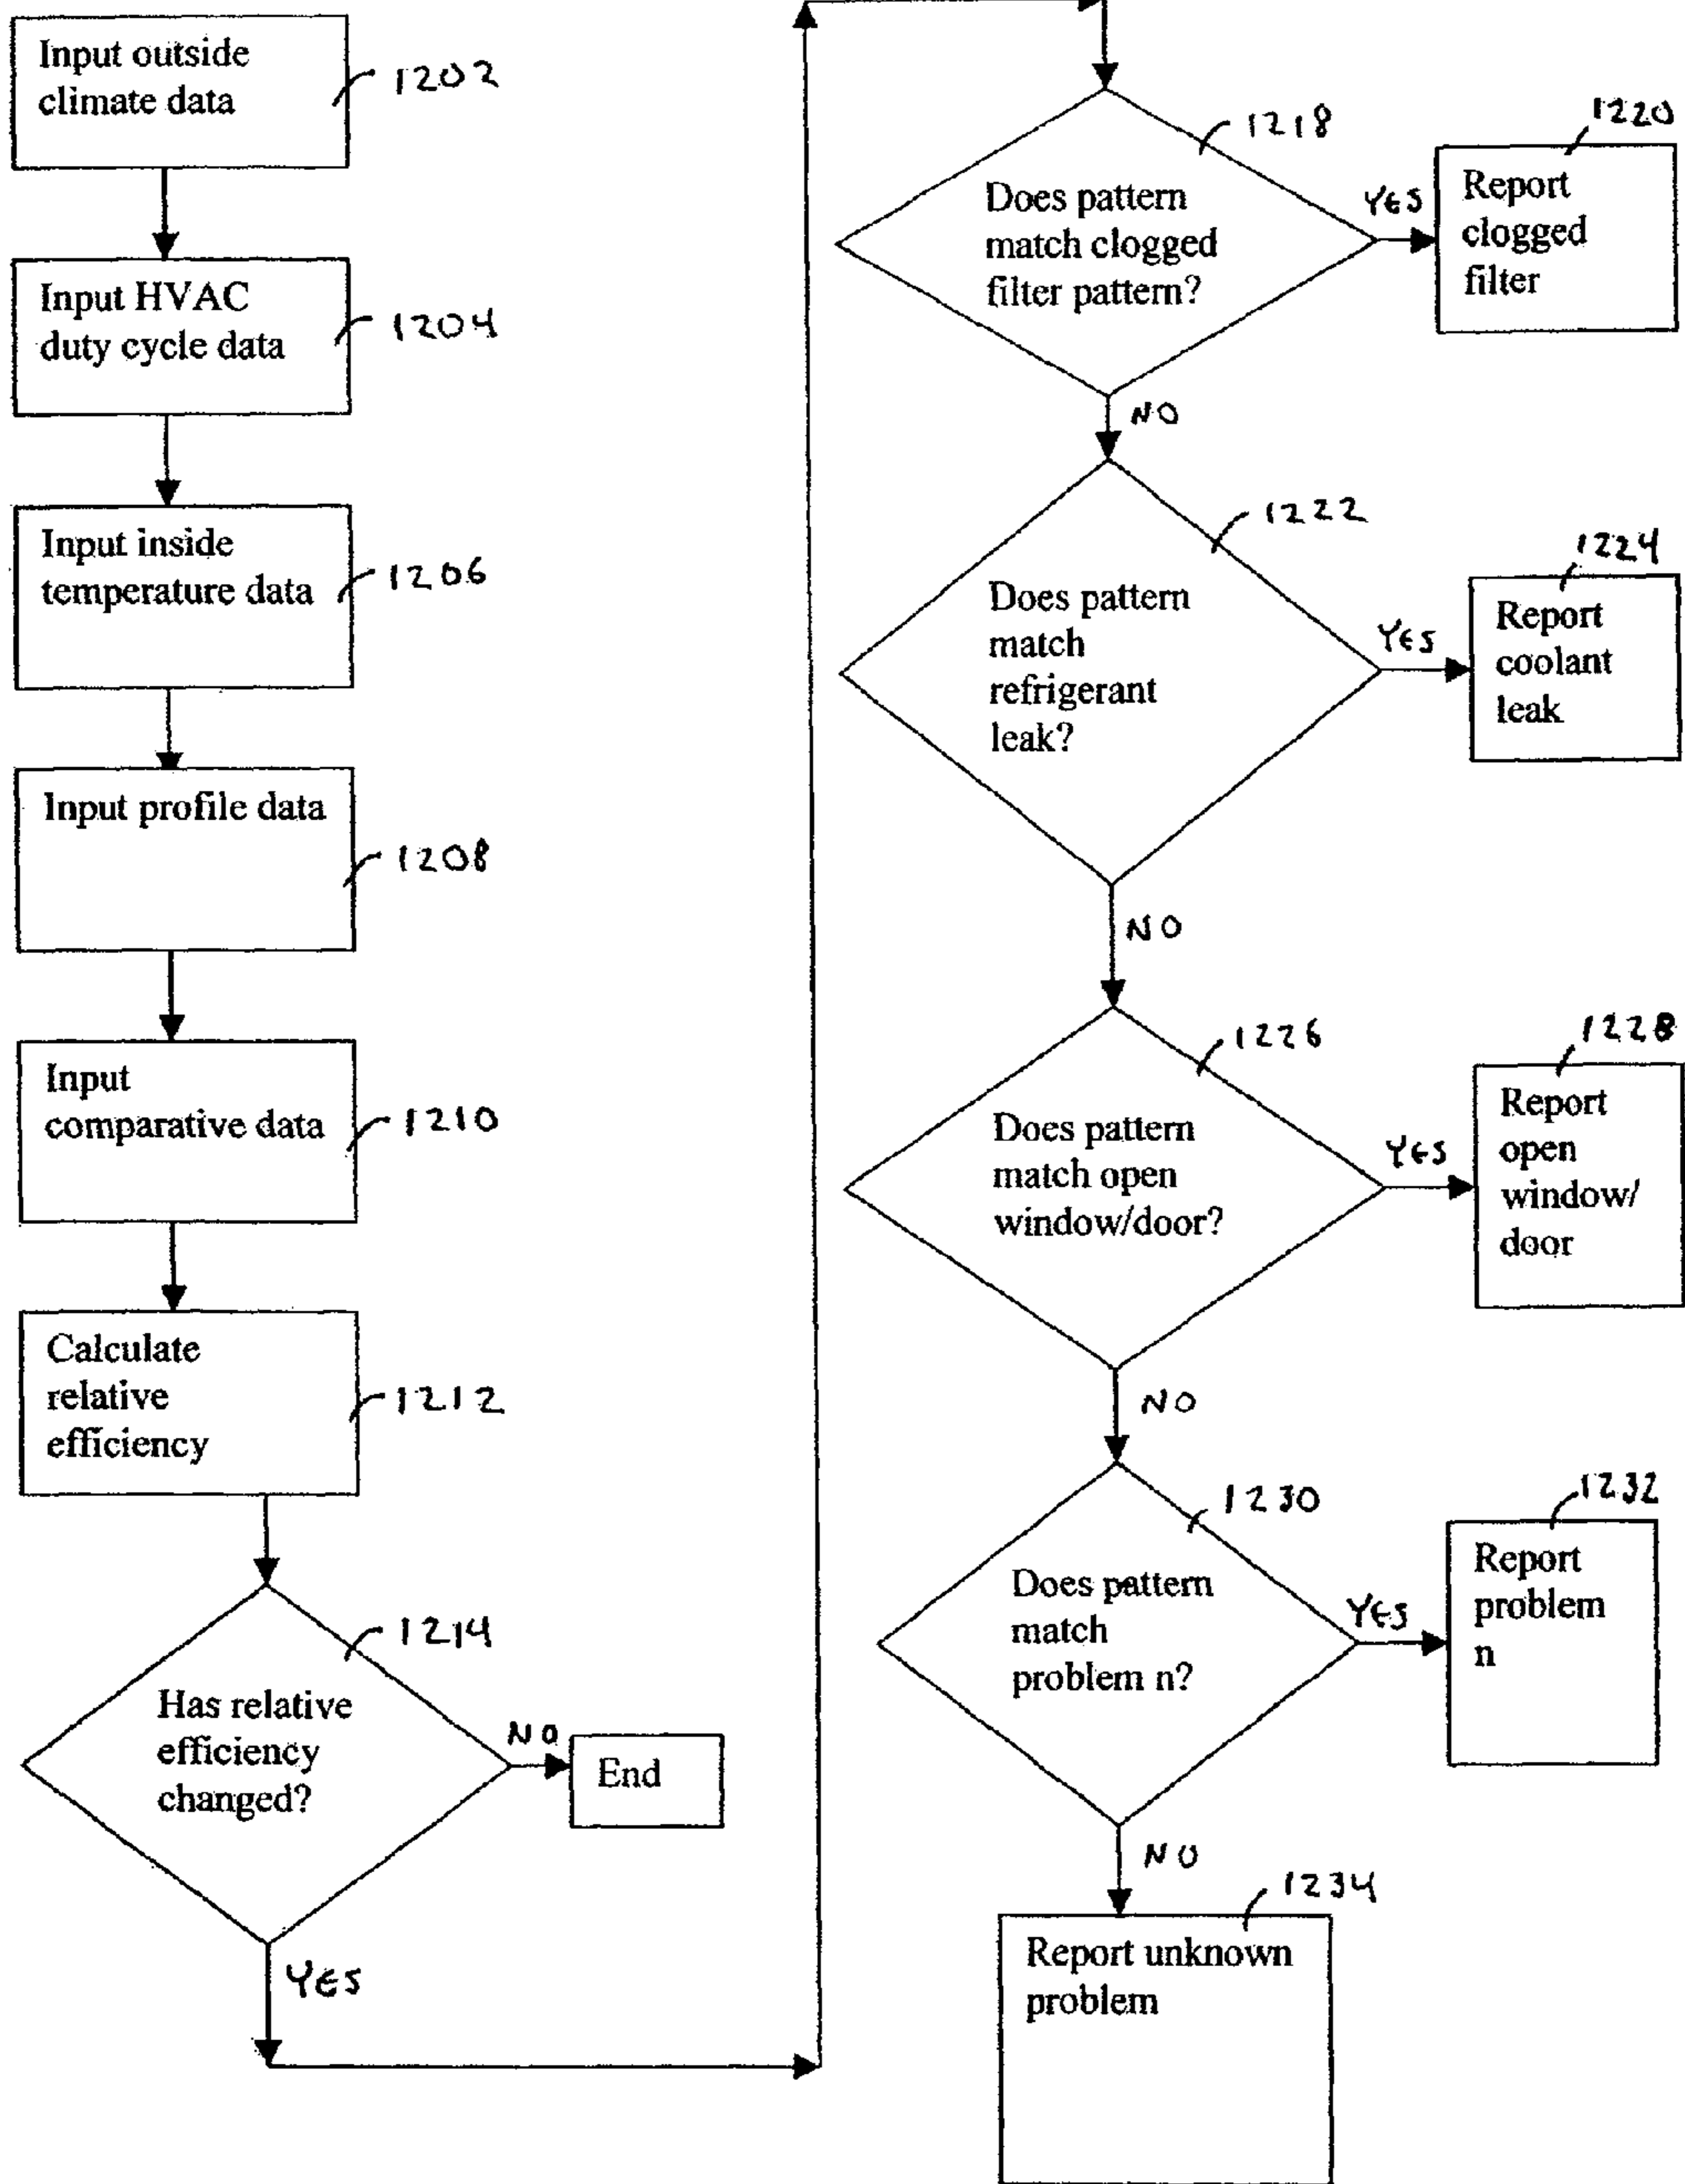 Input outside
climate data
1202
Input HVAC
duty cycle data
1204
Input inside
temperature data
1206
Input profile data
1208
Input
comparative data
1210
Calculate
relative
efficiency
1212
1214
Has relative
efficiency
changed?
NO
End
YES
1218
Does pattern
match clogged
filter pattern?
YES
1220
Report
clogged
filter
NO
1222
Does pattern
match
refrigerant
leak?
YES
1224
Report
coolant
leak
NO
1226
Does pattern
match open
window/door?
YES
1228
Report
open
window/
door
NO
1230
Does pattern
match
problem n?
YES
1232
Report
problem
n
NO
1234
Report unknown
problem